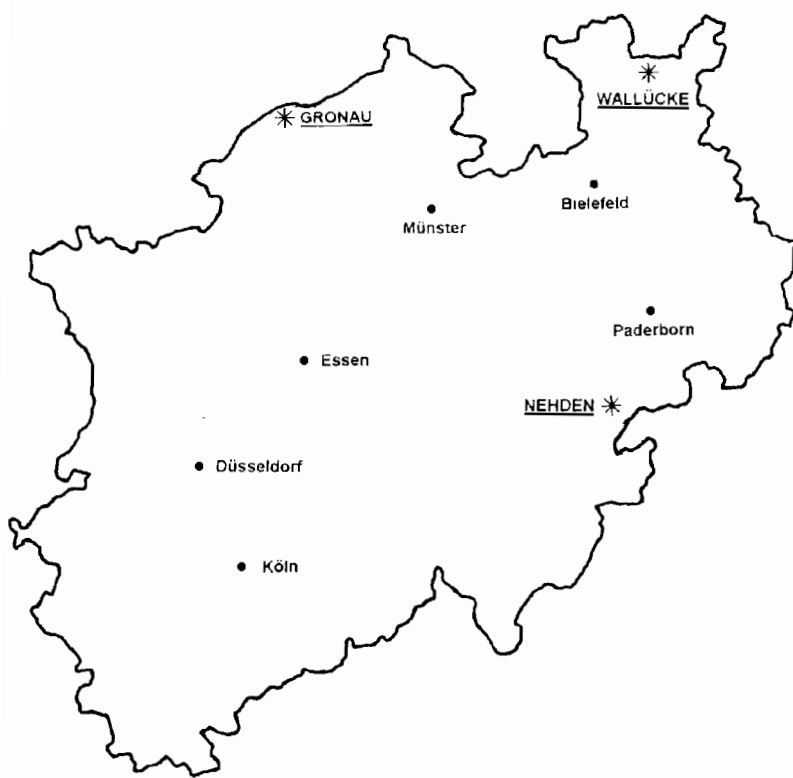 WALLÜCKE
GRONAU
Bielefeld
Münster
Paderborn
Essen
NEHDEN
Düsseldorf
Köln